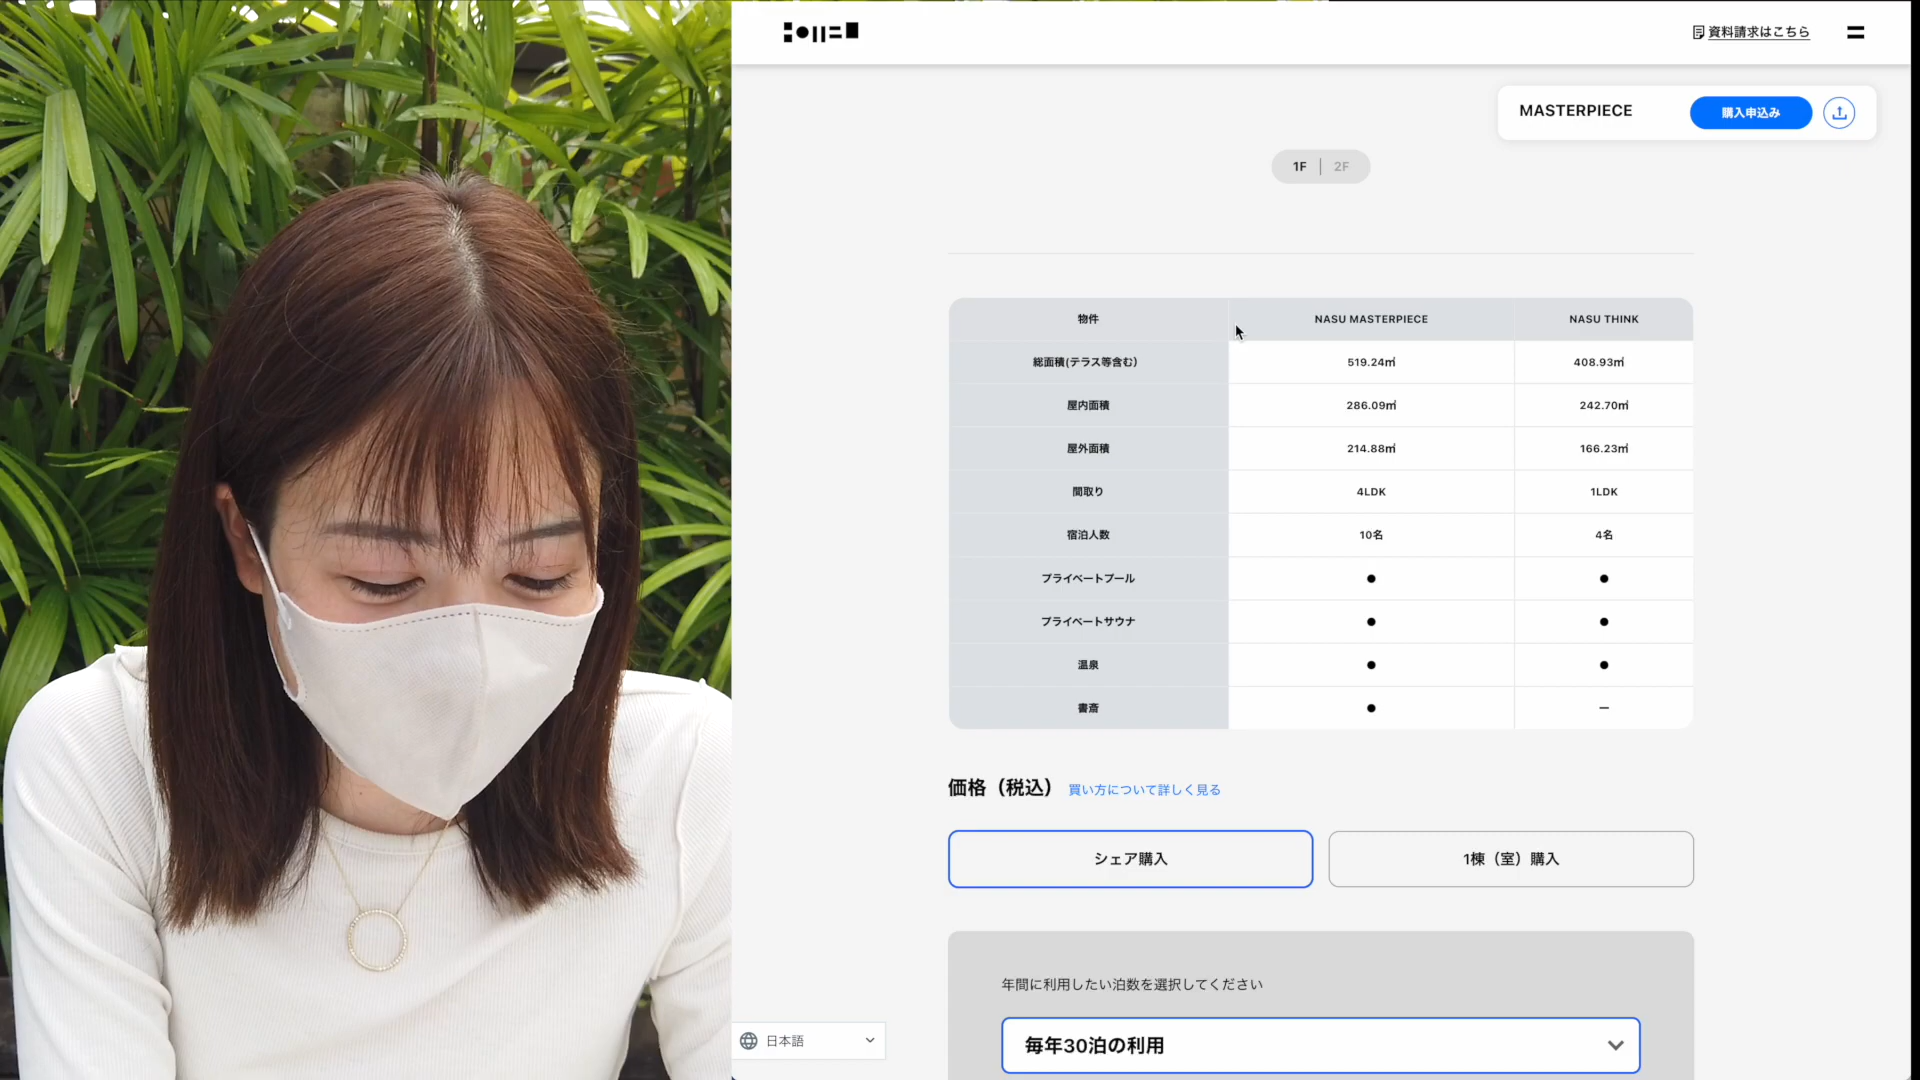 資料請求はこちら
MASTERPIECE 購入申込み
1F | 2F
物件 NASU MASTERPIECE NASU THINK
総面積(テラス等含む) 519.24㎡ 408.93㎡
屋内面積 286.09㎡ 242.70㎡
屋外面積 214.88㎡ 166.23㎡
間取り 4LDK 1LDK
宿泊人数 10名 4名
プライベートプール ● ●
プライベートサウナ ● ●
温泉 ● ●
書斎 ● ー
価格（税込） 買い方について詳しく見る
シェア購入 1棟（室）購入
年間に利用したい泊数を選択してください
毎年30泊の利用
日本語